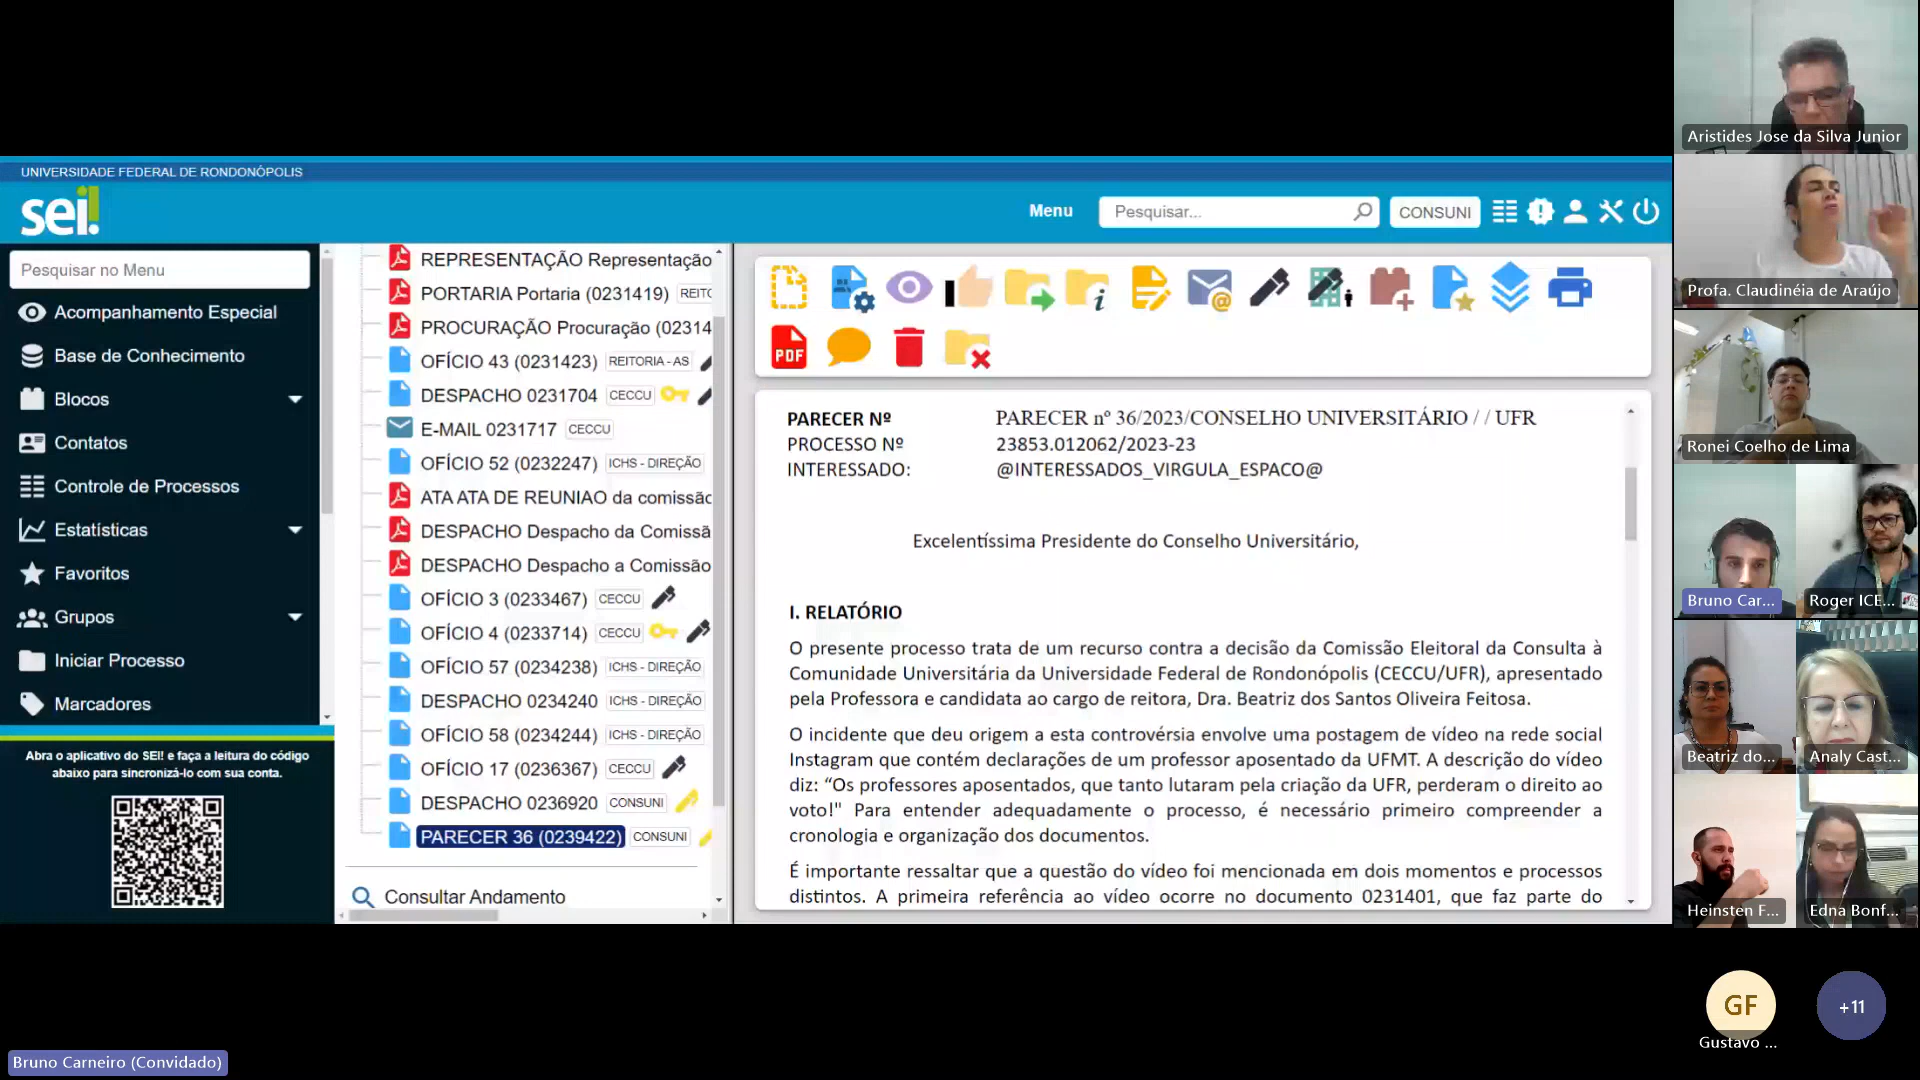 UNIVERSIDADE FEDERAL DE RONDONÓPOLIS
sei!
Menu
Pesquisar...
CONSUNI
Pesquisar no Menu
Acompanhamento Especial
Base de Conhecimento
Blocos
Contatos
Controle de Processos
Estatísticas
Favoritos
Grupos
Iniciar Processo
Marcadores
Abra o aplicativo do SEI! e faça a leitura do código
abaixo para sincronizá-lo com sua conta.
REPRESENTAÇÃO Representação
PORTARIA Portaria (0231419) REITO
PROCURAÇÃO Procuração (02314
OFÍCIO 43 (0231423) REITORIA - AS
DESPACHO 0231704 CECCU
E-MAIL 0231717 CECCU
OFÍCIO 52 (0232247) ICHS - DIREÇÃO
ATA ATA DE REUNIAO da comissão
DESPACHO Despacho da Comissã
DESPACHO Despacho a Comissão
OFÍCIO 3 (0233467) CECCU
OFÍCIO 4 (0233714) CECCU
OFÍCIO 57 (0234238) ICHS - DIREÇÃO
DESPACHO 0234240 ICHS - DIREÇÃO
OFÍCIO 58 (0234244) ICHS - DIREÇÃO
OFÍCIO 17 (0236367) CECCU
DESPACHO 0236920 CONSUNI
PARECER 36 (0239422) CONSUNI
Consultar Andamento
PDF
PARECER Nº PARECER nº 36/2023/CONSELHO UNIVERSITÁRIO / / UFR
PROCESSO Nº 23853.012062/2023-23
INTERESSADO: @INTERESSADOS_VIRGULA_ESPACO@
Excelentíssima Presidente do Conselho Universitário,
I. RELATÓRIO
O presente processo trata de um recurso contra a decisão da Comissão Eleitoral da Consulta à
Comunidade Universitária da Universidade Federal de Rondonópolis (CECCU/UFR), apresentado
pela Professora e candidata ao cargo de reitora, Dra. Beatriz dos Santos Oliveira Feitosa.
O incidente que deu origem a esta controvérsia envolve uma postagem de vídeo na rede social
Instagram que contém declarações de um professor aposentado da UFMT. A descrição do vídeo
diz: “Os professores aposentados, que tanto lutaram pela criação da UFR, perderam o direito ao
voto!" Para entender adequadamente o processo, é necessário primeiro compreender a
cronologia e organização dos documentos.
É importante ressaltar que a questão do vídeo foi mencionada em dois momentos e processos
distintos. A primeira referência ao vídeo ocorre no documento 0231401, que faz parte do
Aristides Jose da Silva Junior
Profa. Claudinéia de Araújo
Ronei Coelho de Lima
Bruno Car...
Roger ICE...
Beatriz do...
Analy Cast...
Heinsten F...
Edna Bonf...
GF
Gustavo ...
+11
Bruno Carneiro (Convidado)